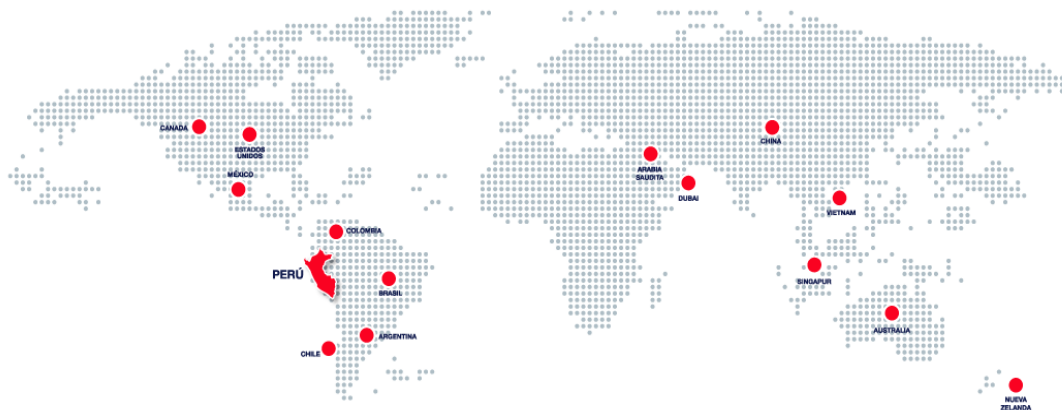 CANADA
ESTADOS
UNIDOS
MÉXICO
COLOMBIA
PERÚ
BRASIL
ARGENTINA
CHILE
ARABIA
SAUDITA
DUBAI
CHINA
VIETNAM
SINGAPUR
AUSTRALIA
NUEVA
ZELANDA